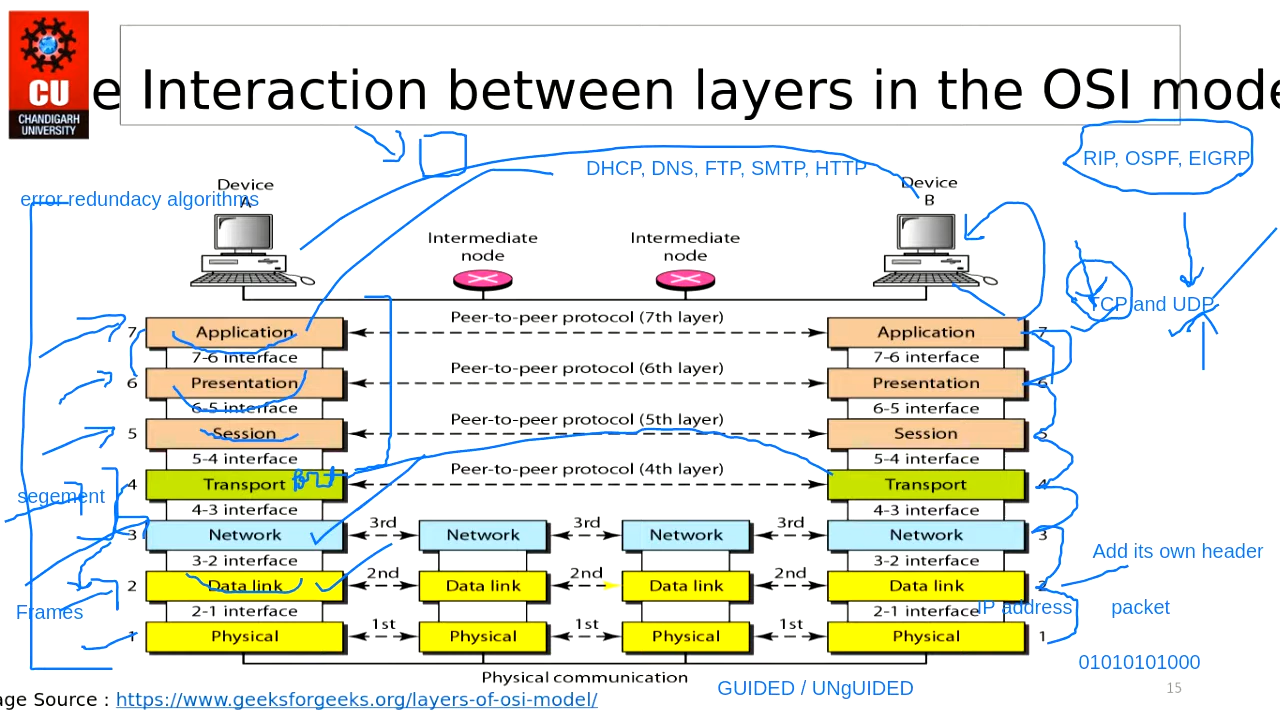 e Interaction between layers in the OSI mode
CU
CHANDIGARH
UNIVERSITY
DHCP, DNS, FTP, SMTP, HTTP
RIP, OSPF, EIGRP
error redundacy algorithms
Device
A
Device
B
Intermediate
node
Intermediate
node
TCP and UDP
7 Application Peer-to-peer protocol (7th layer) Application 7
7-6 interface 7-6 interface
6 Presentation Peer-to-peer protocol (6th layer) Presentation 6
6-5 interface 6-5 interface
5 Session Peer-to-peer protocol (5th layer) Session 5
5-4 interface 5-4 interface
segement
4 Transport Peer-to-peer protocol (4th layer) Transport 4
4-3 interface 4-3 interface
3 Network 3rd Network 3rd Network 3rd Network 3
Add its own header
3-2 interface 3-2 interface
2 Data link 2nd Data link 2nd Data link 2nd Data link 2
Frames
2-1 interface 2-1 interface
IP address packet
1 Physical 1st Physical 1st Physical 1st Physical 1
01010101000
Physical communication
GUIDED / UNgUIDED
15
age Source : https://www.geeksforgeeks.org/layers-of-osi-model/